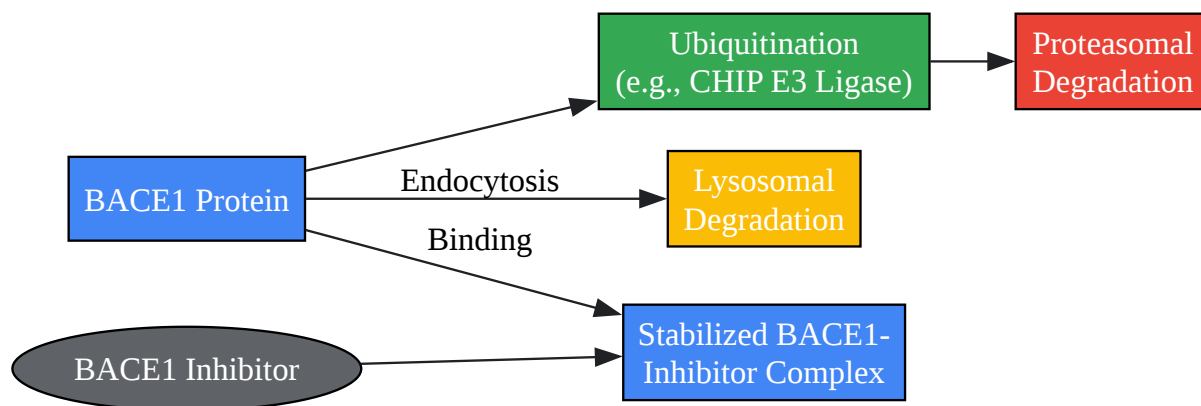 Ubiquitination
(e.g., CHIP E3 Ligase)
Proteasomal
Degradation
BACE1 Protein
Endocytosis
Lysosomal
Degradation
Binding
BACE1 Inhibitor
Stabilized BACE1-
Inhibitor Complex